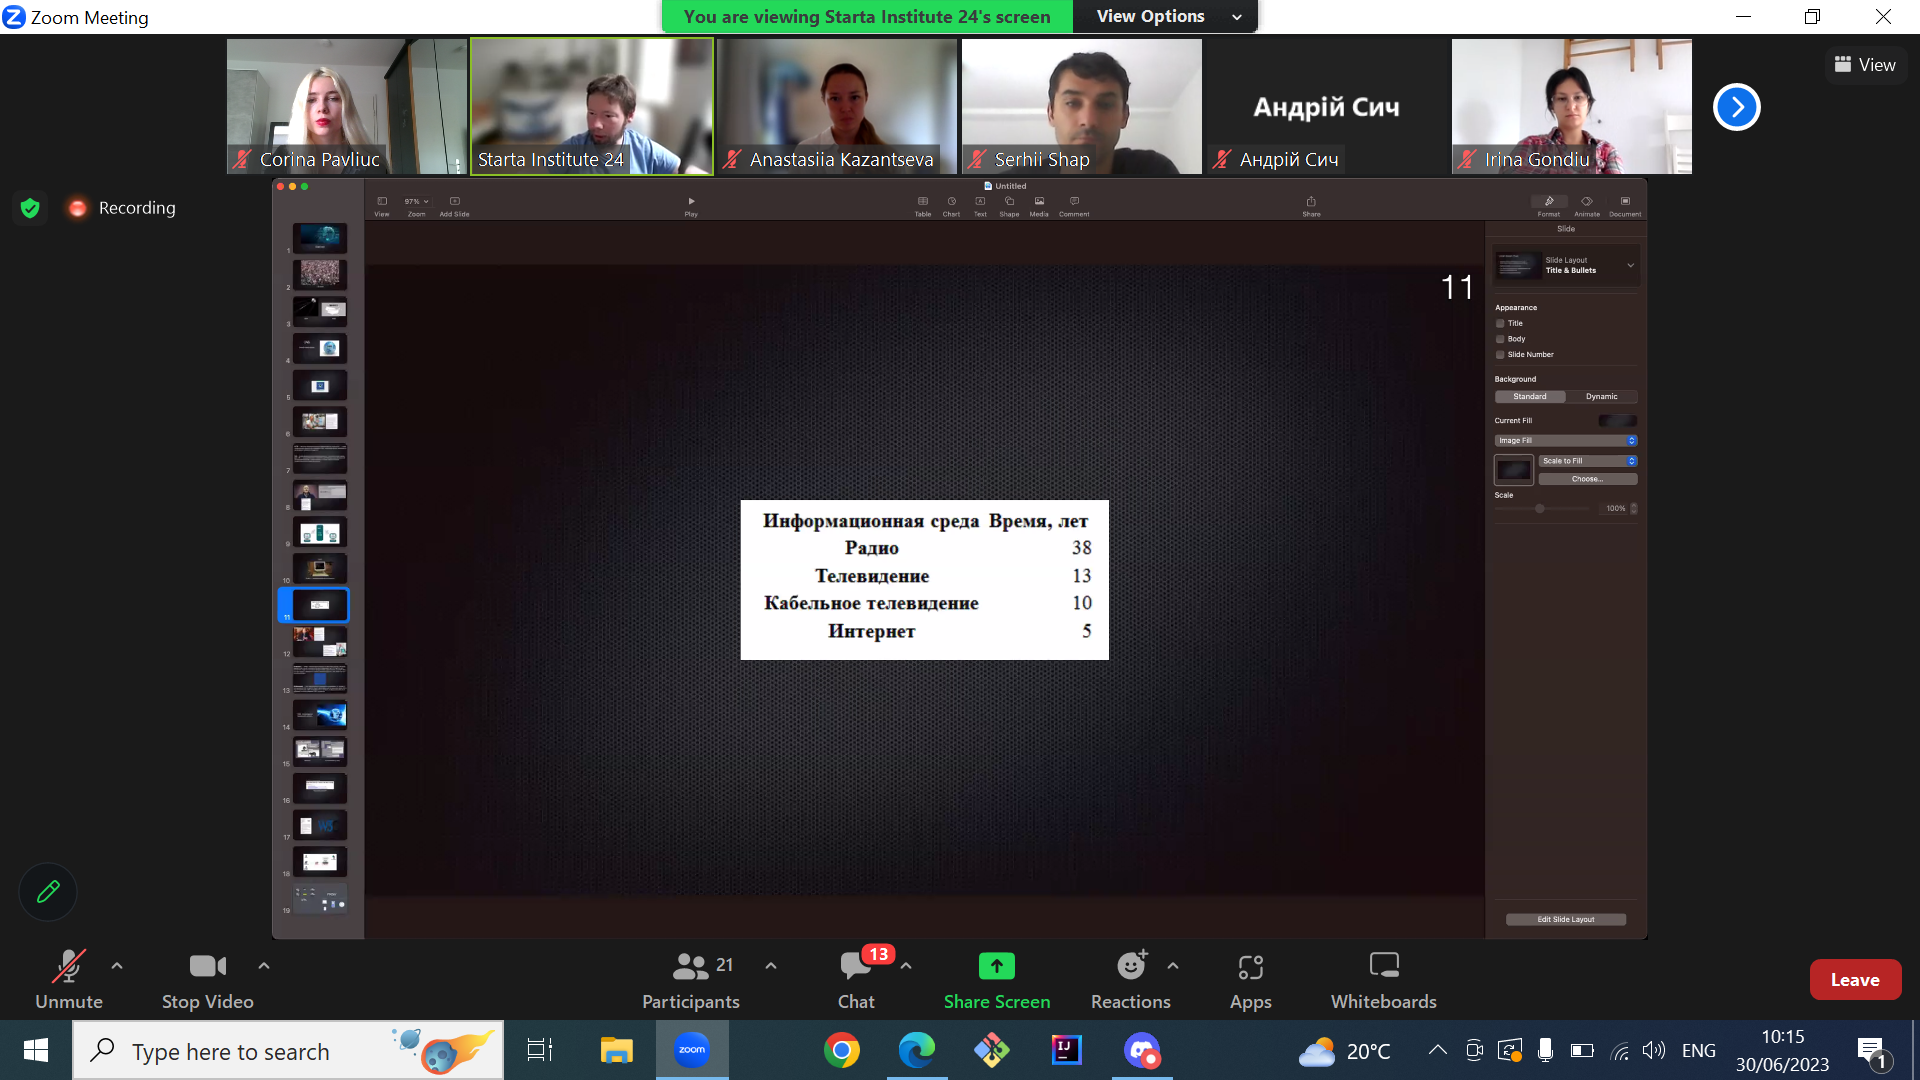 Zoom Meeting
You are viewing Starta Institute 24's screen
View Options
View
Corina Pavliuc
Starta Institute 24
Anastasiia Kazantseva
Serhii Shap
Андрій Сич
Андрій Сич
Irina Gondiu
Recording
Untitled
97%
View
Zoom
Add Slide
Play
Table
Chart
Text
Shape
Media
Comment
Share
Format
Animate
Document
1
2
3
4
5
6
7
8
9
10
11
12
13
14
15
16
17
18
19
11
Информационная среда Время, лет
Радио 38
Телевидение 13
Кабельное телевидение 10
Интернет 5
Slide
Slide Layout
Title & Bullets
Appearance
Title
Body
Slide Number
Background
Standard Dynamic
Current Fill
Image Fill
Scale to Fill
Choose...
Scale
100%
Edit Slide Layout
Unmute
Stop Video
21
Participants
13
Chat
Share Screen
Reactions
Apps
Whiteboards
Leave
Type here to search
zoom
IJ
20°C
ENG
10:15
30/06/2023
1